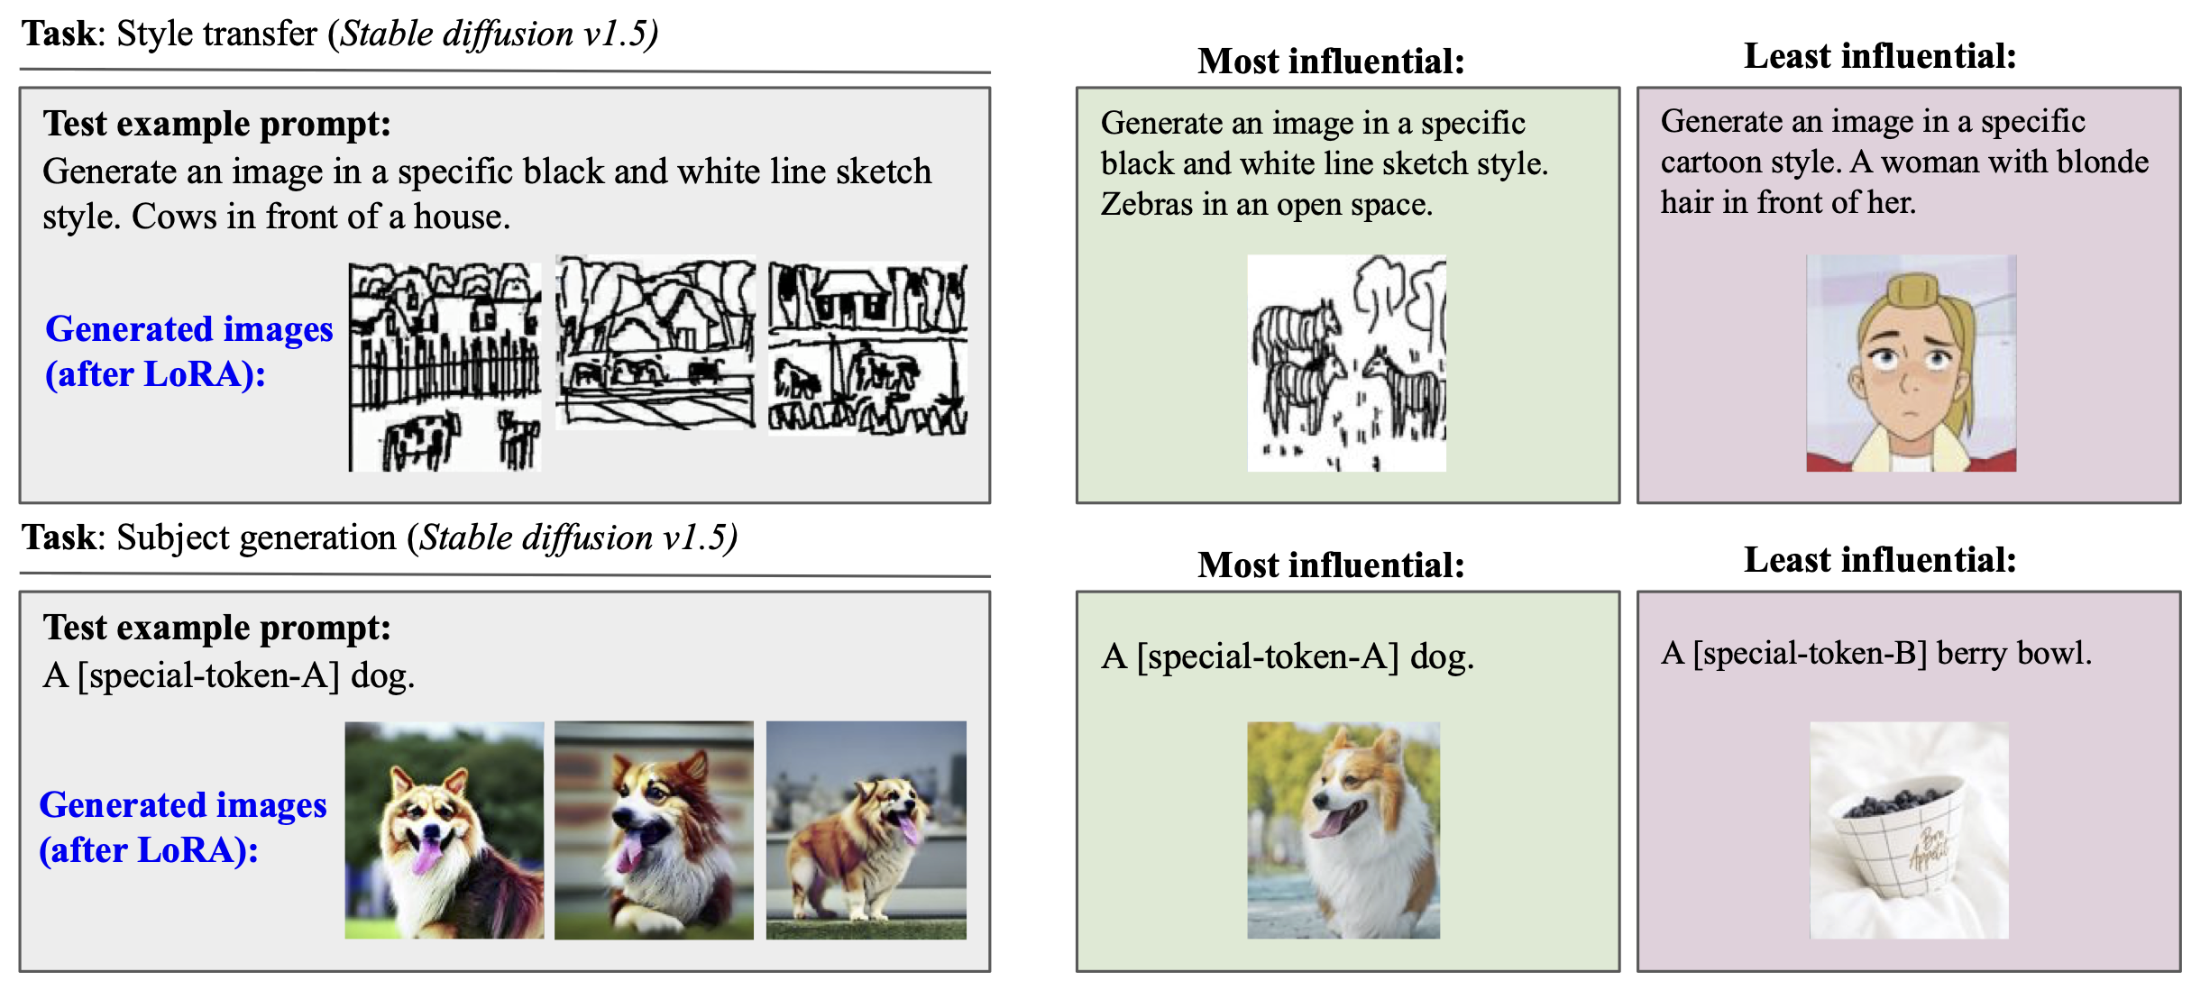 Task: Style transfer (Stable diffusion v1.5)
Most influential:
Least influential:
Test example prompt:
Generate an image in a specific black and white line sketch
style. Cows in front of a house.
Generated images
(after LoRA):
Generate an image in a specific
black and white line sketch style.
Zebras in an open space.
Generate an image in a specific
cartoon style. A woman with blonde
hair in front of her.
Task: Subject generation (Stable diffusion v1.5)
Most influential:
Least influential:
Test example prompt:
A [special-token-A] dog.
Generated images
(after LoRA):
A [special-token-A] dog.
A [special-token-B] berry bowl.
Bon
Appetit